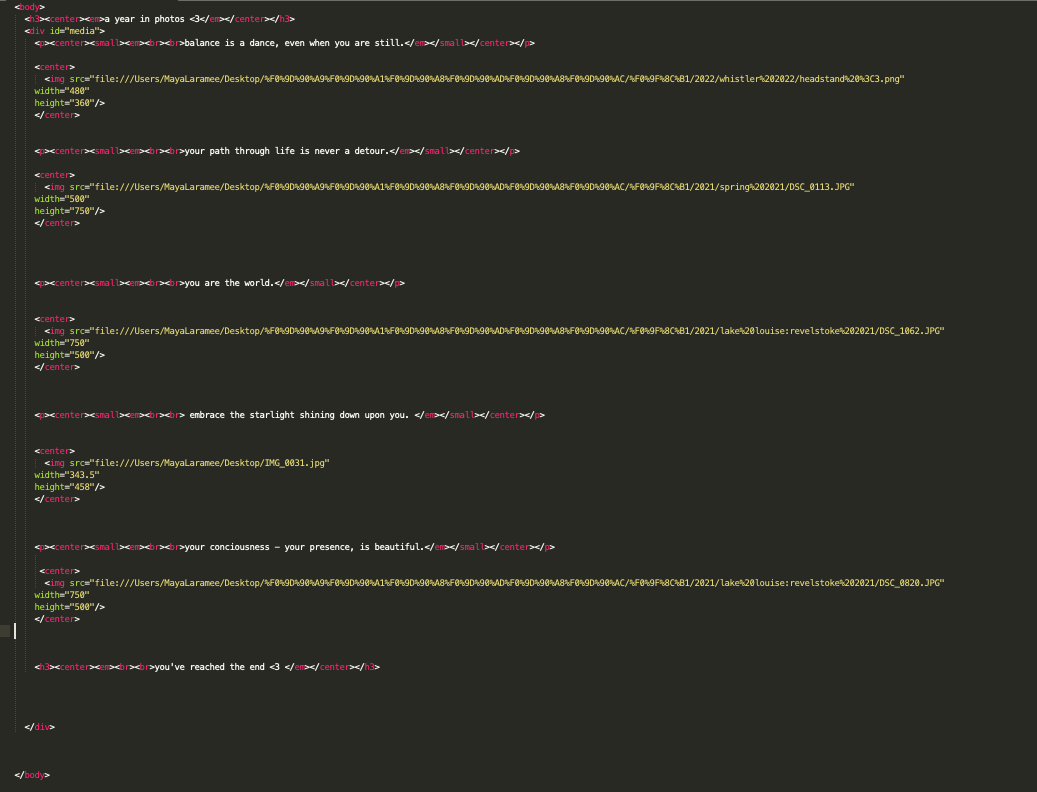 <body>
<h3><center><em>a year in photos <3</em></center></h3>
<div id="media">
<p><center><small><em><br><br>balance is a dance, even when you are still.</em></small></center></p>
<center>
<img src="file:///Users/MayaLaramee/Desktop/%F0%9D%90%A9%F0%9D%90%A1%F0%9D%90%A8%F0%9D%90%AD%F0%9D%90%A8%F0%9D%90%AC/%F0%9F%8C%B1/2022/whistler%202022/headstand%20%3C3.png"
width="480"
height="360"/>
</center>
<p><center><small><em><br><br>your path through life is never a detour.</em></small></center></p>
<center>
<img src="file:///Users/MayaLaramee/Desktop/%F0%9D%90%A9%F0%9D%90%A1%F0%9D%90%A8%F0%9D%90%AD%F0%9D%90%A8%F0%9D%90%AC/%F0%9F%8C%B1/2021/spring%202021/DSC_0113.JPG"
width="500"
height="750"/>
</center>
<p><center><small><em><br><br>you are the world.</em></small></center></p>
<center>
<img src="file:///Users/MayaLaramee/Desktop/%F0%9D%90%A9%F0%9D%90%A1%F0%9D%90%A8%F0%9D%90%AD%F0%9D%90%A8%F0%9D%90%AC/%F0%9F%8C%B1/2021/lake%20louise:revelstoke%202021/DSC_1062.JPG"
width="750"
height="500"/>
</center>
<p><center><small><em><br><br> embrace the starlight shining down upon you. </em></small></center></p>
<center>
<img src="file:///Users/MayaLaramee/Desktop/IMG_0031.jpg"
width="343.5"
height="458"/>
</center>
<p><center><small><em><br><br>your conciousness – your presence, is beautiful.</em></small></center></p>
<center>
<img src="file:///Users/MayaLaramee/Desktop/%F0%9D%90%A9%F0%9D%90%A1%F0%9D%90%A8%F0%9D%90%AD%F0%9D%90%A8%F0%9D%90%AC/%F0%9F%8C%B1/2021/lake%20louise:revelstoke%202021/DSC_0820.JPG"
width="750"
height="500"/>
</center>
<h3><center><em><br><br>you've reached the end <3 </em></center></h3>
</div>
</body>